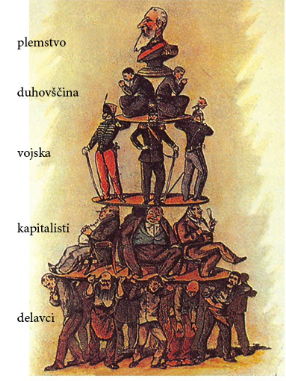 plemstvo
duhovščina
vojska
kapitalisti
delavci